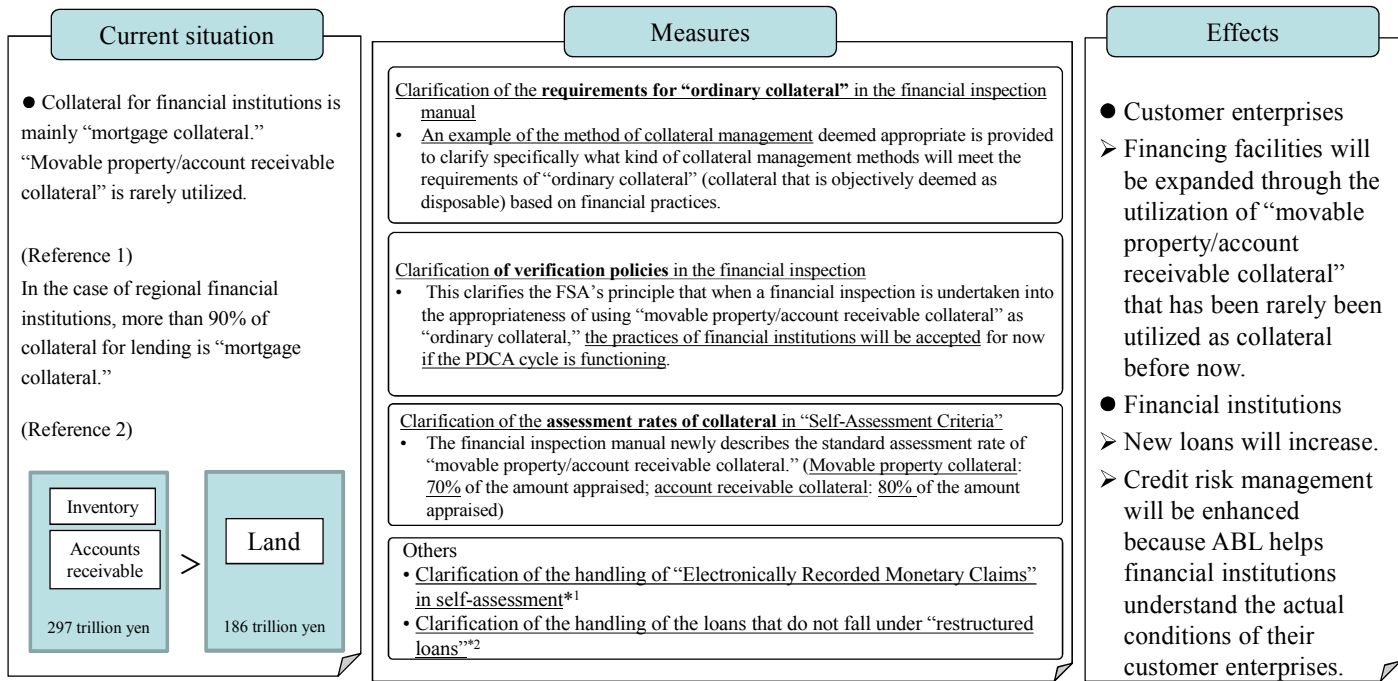 Current situation
● Collateral for financial institutions is
mainly “mortgage collateral.”
“Movable property/account receivable
collateral” is rarely utilized.
(Reference 1)
In the case of regional financial
institutions, more than 90% of
collateral for lending is “mortgage
collateral.”
(Reference 2)
Inventory
Accounts
receivable
297 trillion yen
>
Land
186 trillion yen
Measures
Clarification of the requirements for “ordinary collateral” in the financial inspection
manual
• An example of the method of collateral management deemed appropriate is provided
to clarify specifically what kind of collateral management methods will meet the
requirements of “ordinary collateral” (collateral that is objectively deemed as
disposable) based on financial practices.
Clarification of verification policies in the financial inspection
• This clarifies the FSA’s principle that when a financial inspection is undertaken into
the appropriateness of using “movable property/account receivable collateral” as
“ordinary collateral,” the practices of financial institutions will be accepted for now
if the PDCA cycle is functioning.
Clarification of the assessment rates of collateral in “Self-Assessment Criteria”
• The financial inspection manual newly describes the standard assessment rate of
“movable property/account receivable collateral.” (Movable property collateral:
70% of the amount appraised; account receivable collateral: 80% of the amount
appraised)
Others
• Clarification of the handling of “Electronically Recorded Monetary Claims”
in self-assessment*1
• Clarification of the handling of the loans that do not fall under “restructured
loans”*2
Effects
● Customer enterprises
➢ Financing facilities will
be expanded through the
utilization of “movable
property/account
receivable collateral”
that has been rarely been
utilized as collateral
before now.
● Financial institutions
➢ New loans will increase.
➢ Credit risk management
will be enhanced
because ABL helps
financial institutions
understand the actual
conditions of their
customer enterprises.